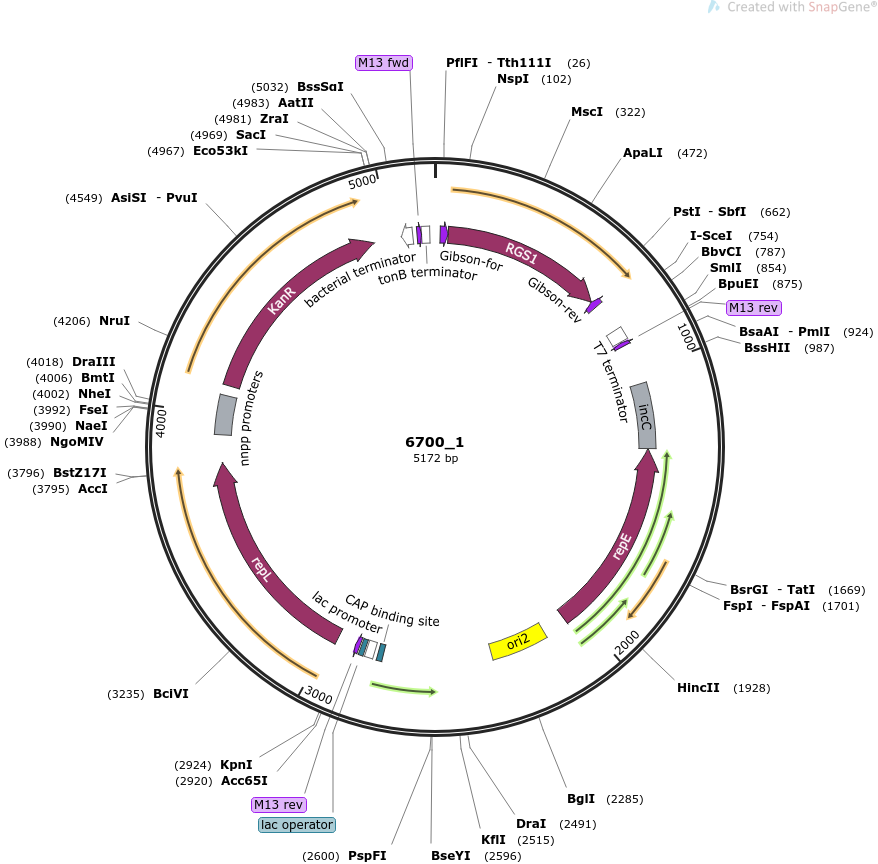 Created with SnapGene®
M13 fwd
PflFI - Tth111I (26)
NspI (102)
MscI (322)
ApaLI (472)
PstI - SbfI (662)
I-SceI (754)
BbvCI (787)
SmlI (854)
BpuEI (875)
M13 rev
BsaAI - PmlI (924)
BssHII (987)
BsrGI - TatI (1669)
FspI - FspAI (1701)
HincII (1928)
BglI (2285)
DraI (2491)
KflI (2515)
BseYI (2596)
(2600) PspFI
lac operator
M13 rev
(2920) Acc65I
(2924) KpnI
(3235) BciVI
(3795) AccI
(3796) BstZ17I
(3988) NgoMIV
(3990) NaeI
(3992) FseI
(4002) NheI
(4006) BmtI
(4018) DraIII
(4206) NruI
(4549) AsiSI - PvuI
(4967) Eco53kI
(4969) SacI
(4981) ZraI
(4983) AatII
(5032) BssSαI
1000
2000
3000
4000
5000
Gibson-for
RGS1
Gibson-rev
T7 terminator
incC
repE
ori2
CAP binding site
lac promoter
repL
nnpp promoters
KanR
bacterial terminator
tonB terminator
6700_1
5172 bp